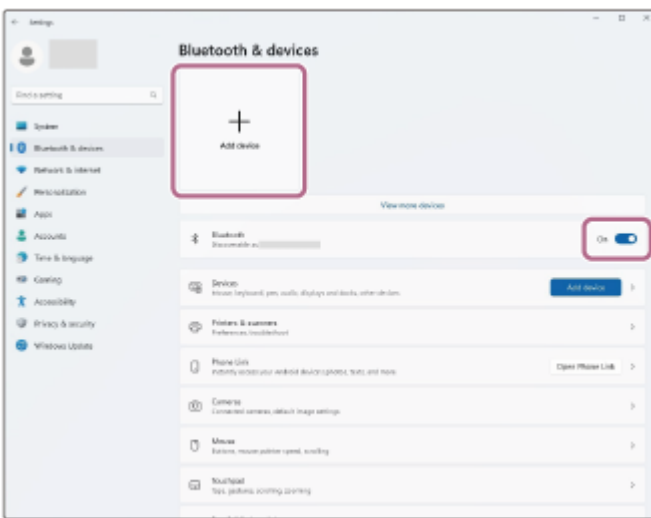 Settings
Bluetooth & devices
Add device
Find a setting
System
Bluetooth & devices
Network & internet
Personalization
Apps
Accounts
Time & language
Gaming
Accessibility
Privacy & security
Windows Update
View more devices
Bluetooth
Discoverable as
On
Devices
Mouse, keyboard, pen, audio, displays and docks, other devices
Add device
Printers & scanners
Preferences, troubleshoot
Phone Link
Instantly access your Android device's photos, texts, and more
Open Phone Link
Cameras
Connected cameras, default image settings
Mouse
Buttons, mouse pointer speed, scrolling
Touchpad
Taps, gestures, scrolling, zooming